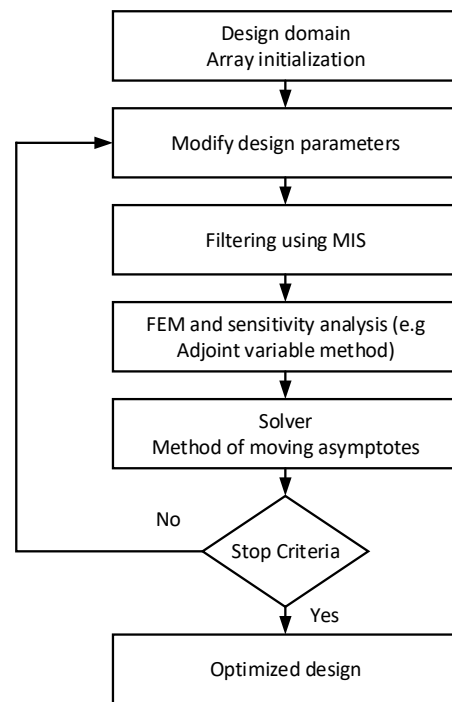 Design domain
Array initialization
Modify design parameters
Filtering using MIS
FEM and sensitivity analysis (e.g
Adjoint variable method)
Solver
Method of moving asymptotes
No
Stop Criteria
Yes
Optimized design